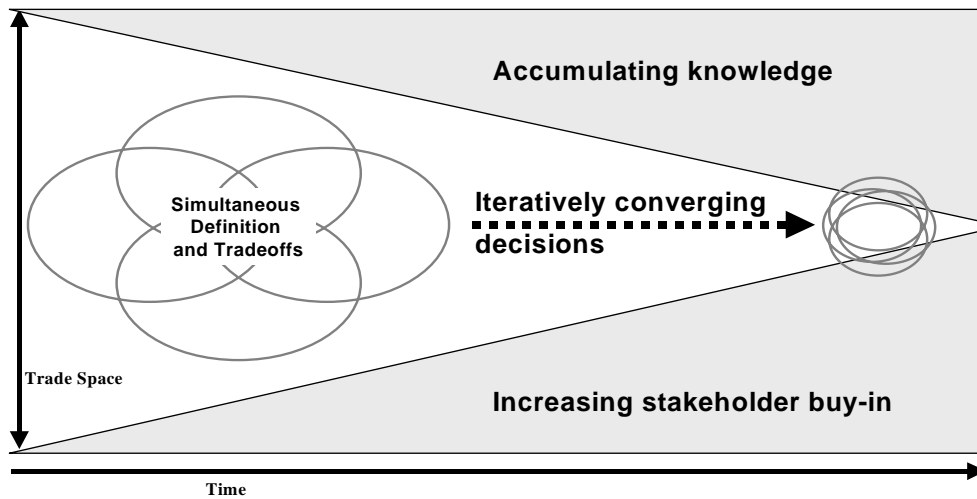 Accumulating knowledge
Simultaneous
Definition
and Tradeoffs
Iteratively converging
decisions
Trade Space
Increasing stakeholder buy-in
Time